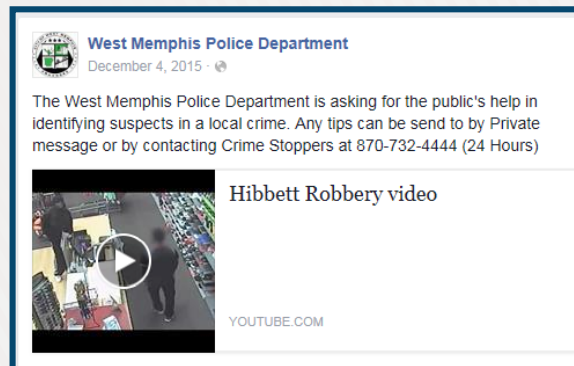 West Memphis Police Department
December 4, 2015 ·
The West Memphis Police Department is asking for the public's help in
identifying suspects in a local crime. Any tips can be send to by Private
message or by contacting Crime Stoppers at 870-732-4444 (24 Hours)
Hibbett Robbery video
YOUTUBE.COM